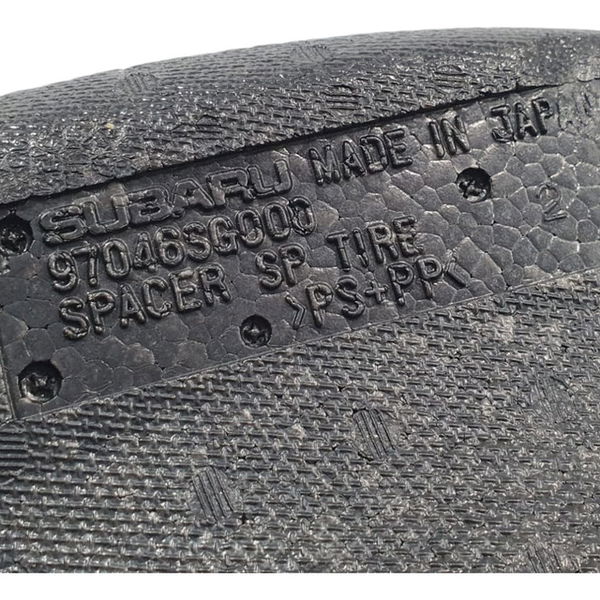 SUBARU MADE IN JAPAN
97046SG000
SPACER SP TIRE
>PS+PP<
2